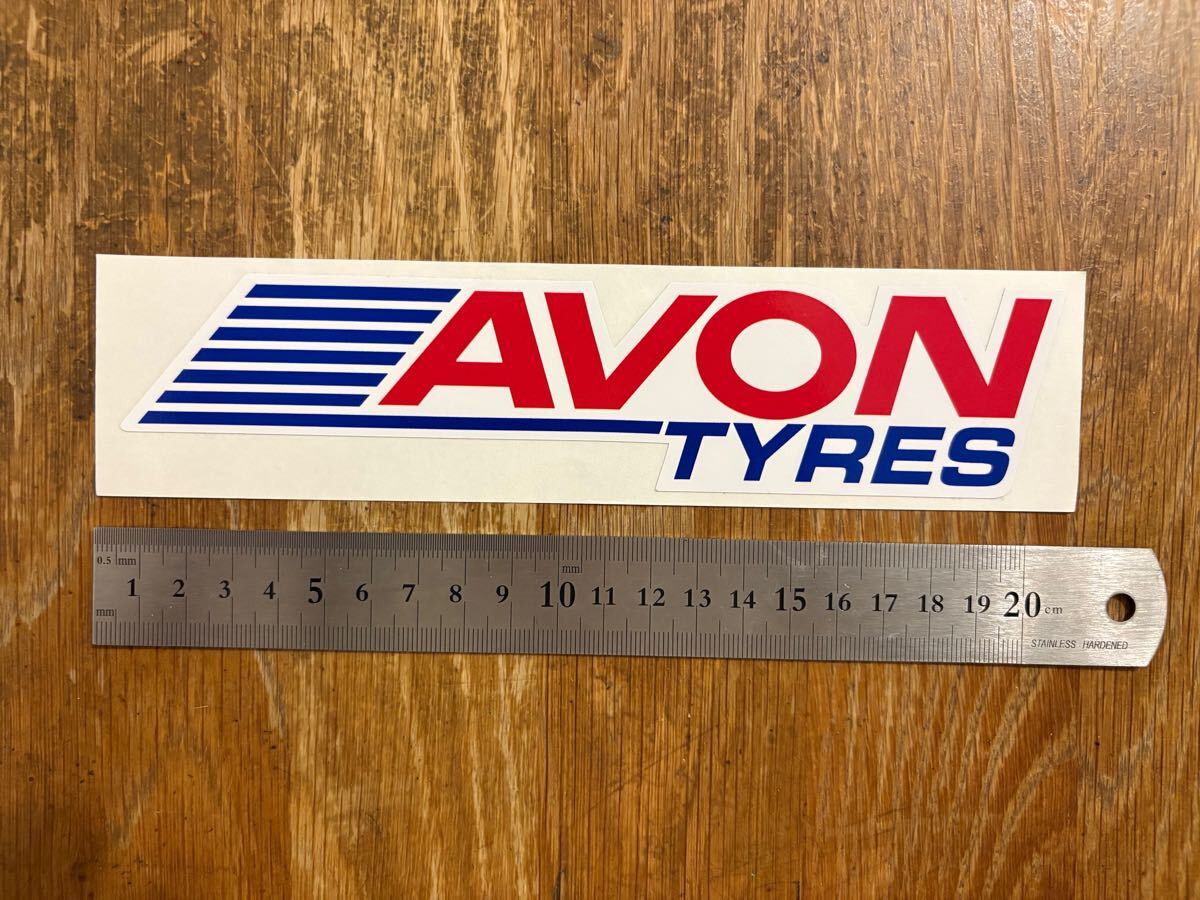 AVON
TYRES
0.5 mm
mm
1 2 3 4 5 6 7 8 9 10 11 12 13 14 15 16 17 18 19 20 cm
mm
STAINLESS HARDENED